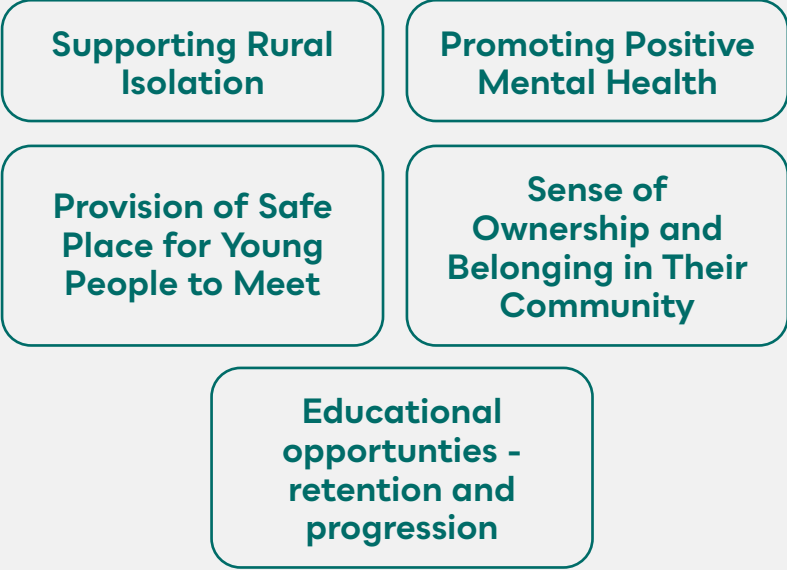 Supporting Rural
Isolation
Promoting Positive
Mental Health
Provision of Safe
Place for Young
People to Meet
Sense of
Ownership and
Belonging in Their
Community
Educational
opportunties -
retention and
progression